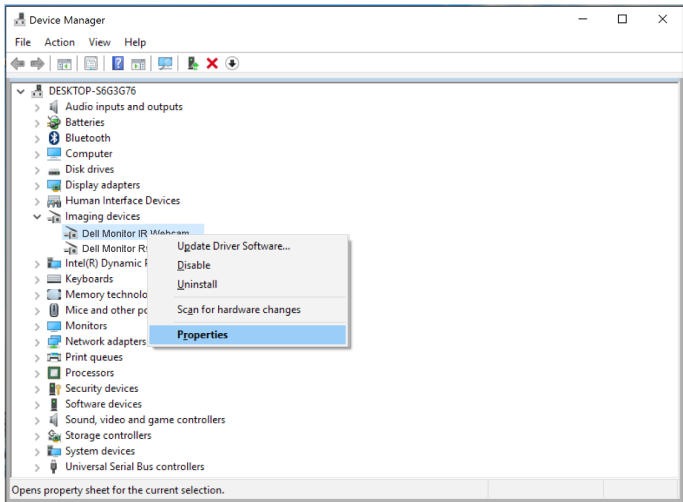 Device Manager
File Action View Help
DESKTOP-S6G3G76
Audio inputs and outputs
Batteries
Bluetooth
Computer
Disk drives
Display adapters
Human Interface Devices
Imaging devices
Dell Monitor IR Webcam
Dell Monitor
Update Driver Software...
Intel(R) Dynamic
Disable
Keyboards
Uninstall
Memory technolo
Scan for hardware changes
Mice and other po
Monitors
Properties
Network adapters
Print queues
Processors
Security devices
Software devices
Sound, video and game controllers
Storage controllers
System devices
Universal Serial Bus controllers
Opens property sheet for the current selection.